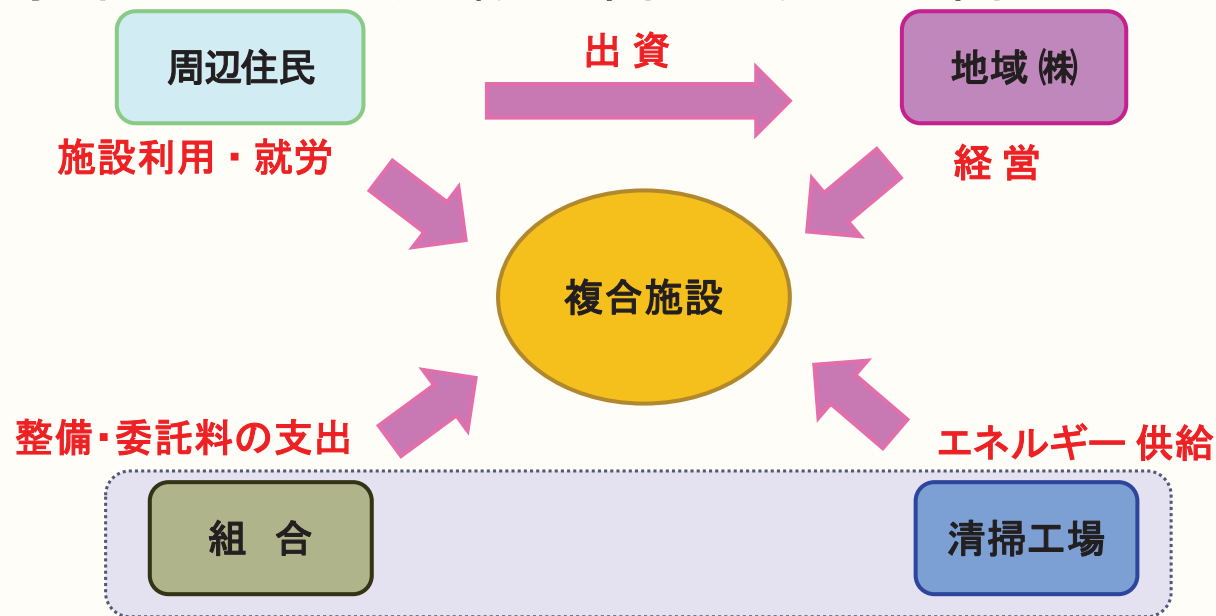 出 資
周辺住民
地域 ㈱
施設利用・就労
経 営
複合施設
整備・委託料の支出
エネルギー 供給
組 合
清掃工場